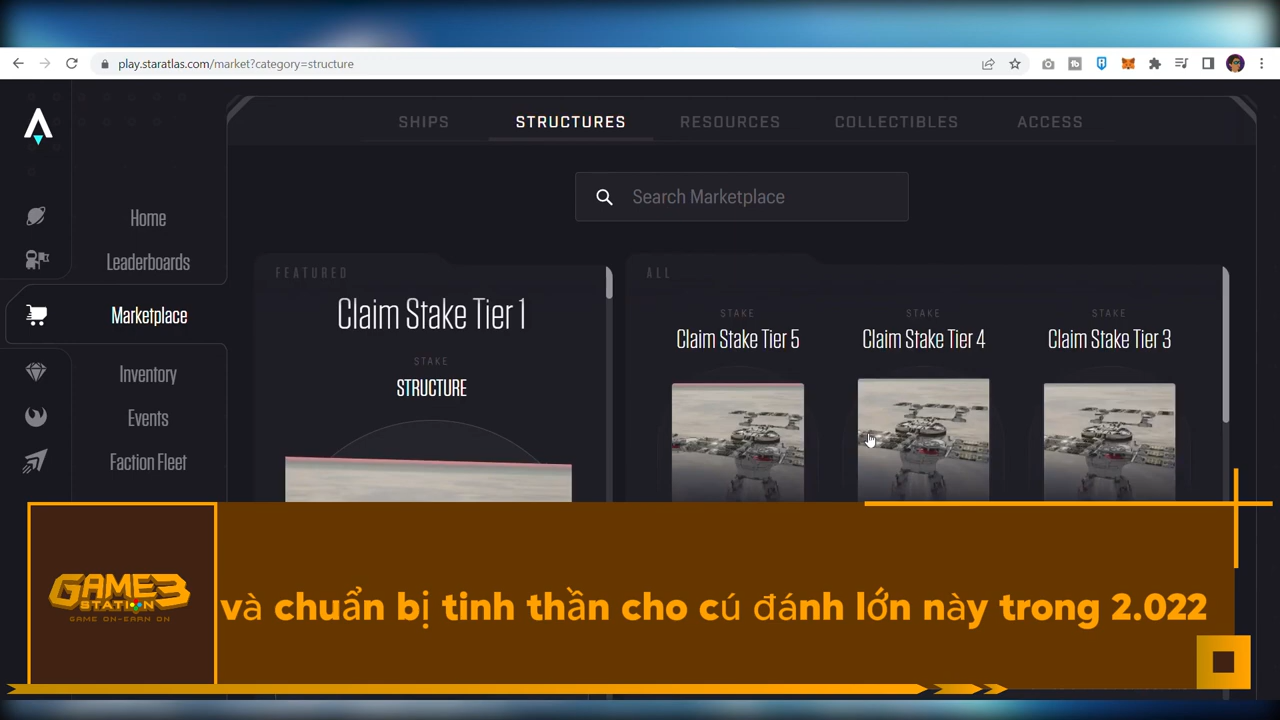 play.staratlas.com/market?category=structure
SHIPS STRUCTURES RESOURCES COLLECTIBLES ACCESS
Search Marketplace
Home
Leaderboards
Marketplace
Inventory
Events
Faction Fleet
FEATURED
Claim Stake Tier 1
STAKE
STRUCTURE
ALL
STAKE
Claim Stake Tier 5
STAKE
Claim Stake Tier 4
STAKE
Claim Stake Tier 3
GAME3
STATION
GAME ON-EARN ON
và chuẩn bị tinh thần cho cú đánh lớn này trong 2.022